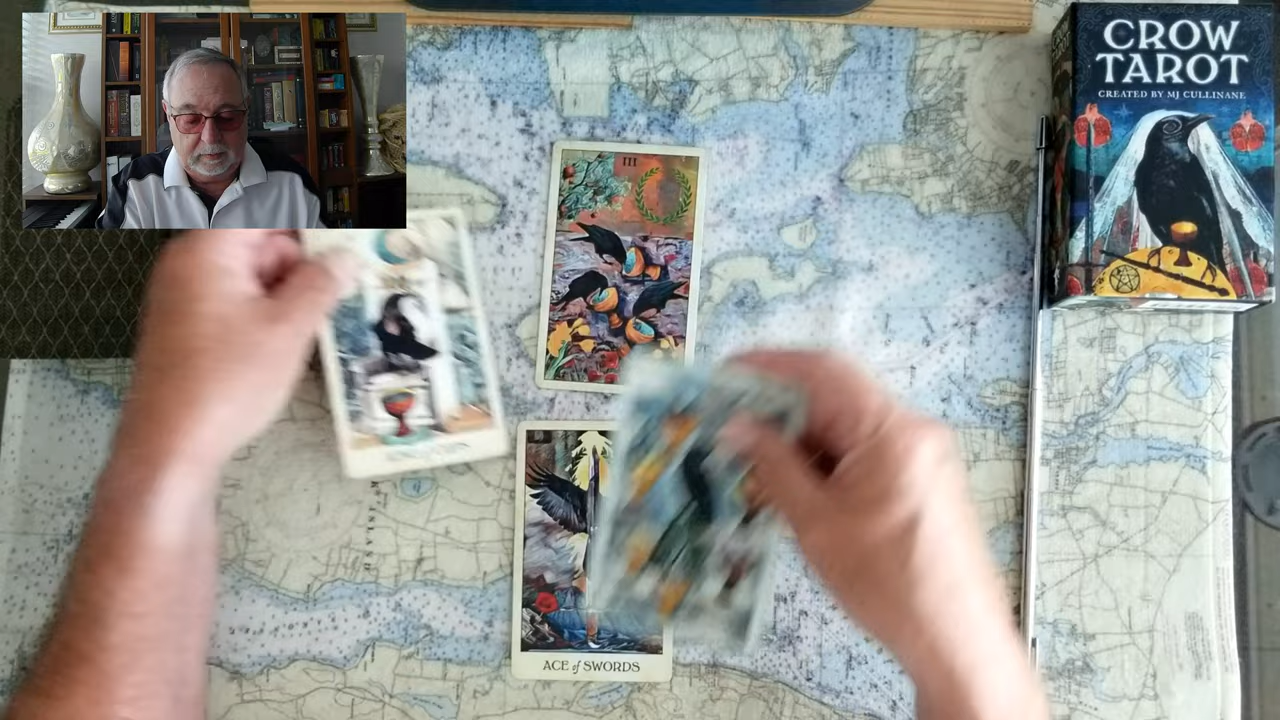 CROW
TAROT
CREATED BY MJ CULLINANE
III
ACE of SWORDS